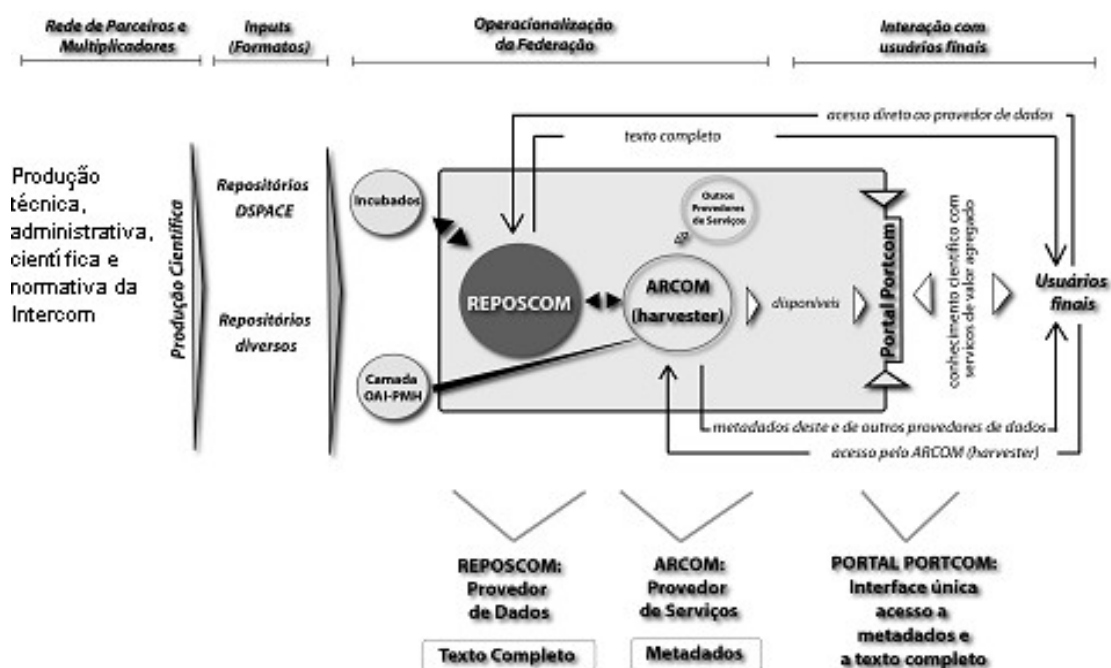 Rede de Parceiros e
Multiplicadores
Inputs
(Formatos)
Operacionalização
da Federação
Interação com
usuários finais
acesso direto ao provedor de dados
texto completo
Produção
técnica,
administrativa,
científica e
normativa da
Intercom
Produção Científica
Repositórios
DSPACE
Repositórios
diversos
Incubados
Outros
Provedores
de Serviços
REPOSCOM
ARCOM
(harvester)
disponíveis
Portal Portcom
conhecimento científico com
serviços de valor agregado
Usuários
finais
Camada
OAI-PMH
metadados deste e de outros provedores de dados
acesso pelo ARCOM (harvester)
REPOSCOM:
Provedor
de Dados
Texto Completo
ARCOM:
Provedor
de Serviços
Metadados
PORTAL PORTCOM:
Interface única
acesso a
metadados e
a texto completo